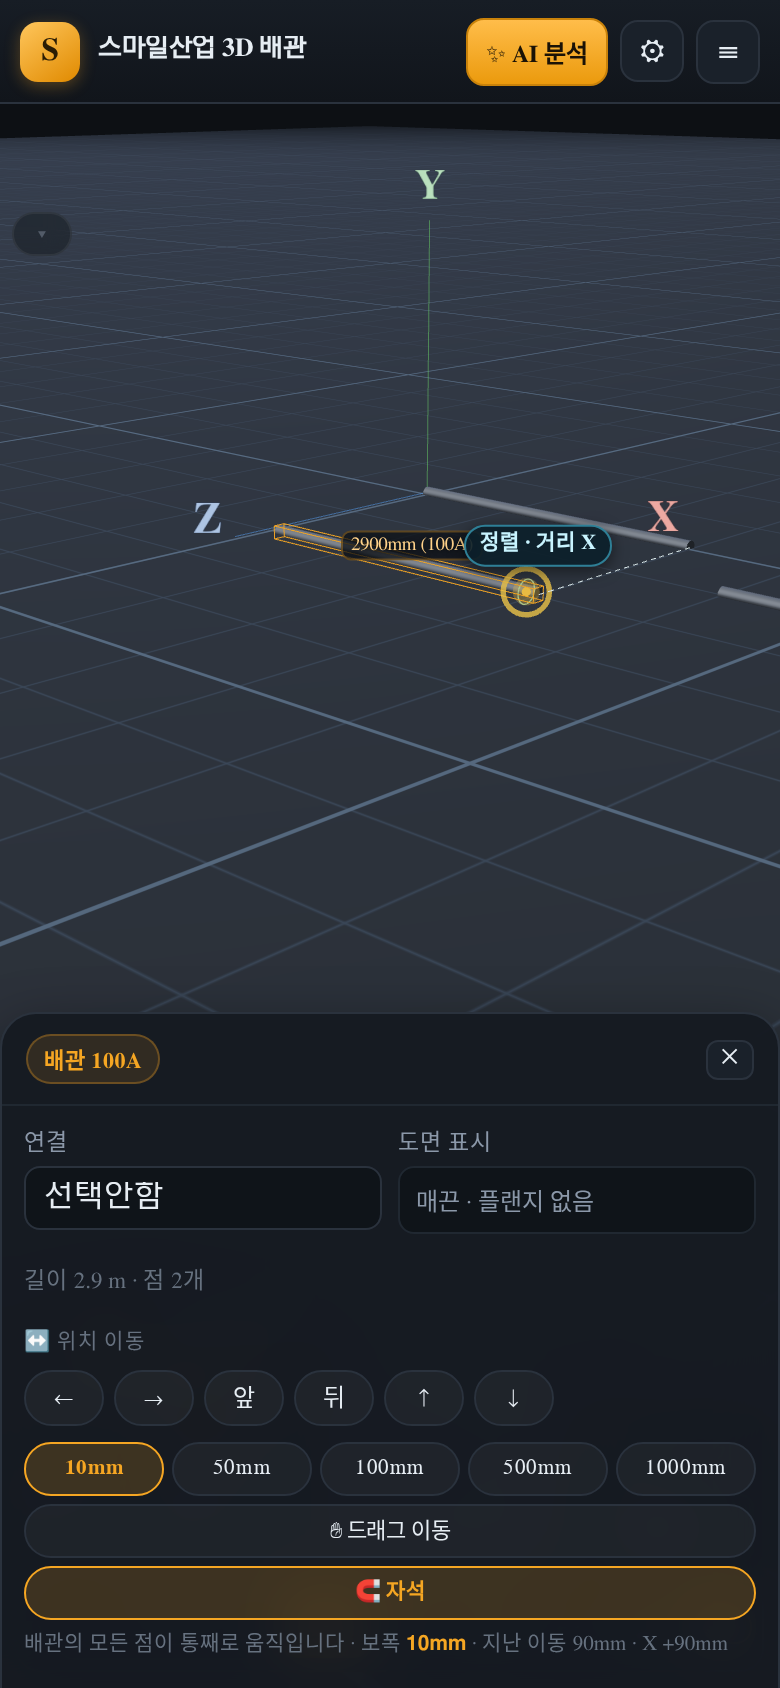 S 스마일산업 3D 배관 ✨ AI 분석 ⚙ ≡
Y
▼
Z
X
2900mm (100A
정렬 · 거리 X
배관 100A ×
연결 도면 표시
선택안함 매끈 · 플랜지 없음
길이 2.9 m · 점 2개
↔ 위치 이동
← → 앞 뒤 ↑ ↓
10mm 50mm 100mm 500mm 1000mm
✋드래그 이동
🧲 자석
배관의 모든 점이 통째로 움직입니다 · 보폭 10mm · 지난 이동 90mm · X +90mm